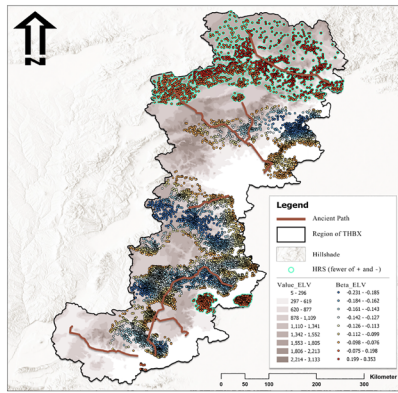 N
Legend
Ancient Path
Region of THBX
Hillshade
HRS (fewer of + and -)
Value_ELV Beta_ELV
5 - 296 -0.231 - -0.185
297 - 619 -0.184 - -0.162
620 - 877 -0.161 - -0.143
878 - 1,109 -0.142 - -0.127
1,110 - 1,341 -0.126 - -0.113
1,342 - 1,552 -0.112 - -0.099
1,553 - 1,805 -0.098 - -0.076
1,806 - 2,213 -0.075 - 0.198
2,214 - 3,133 0.199 - 0.353
Kilometer
0 50 100 200 300